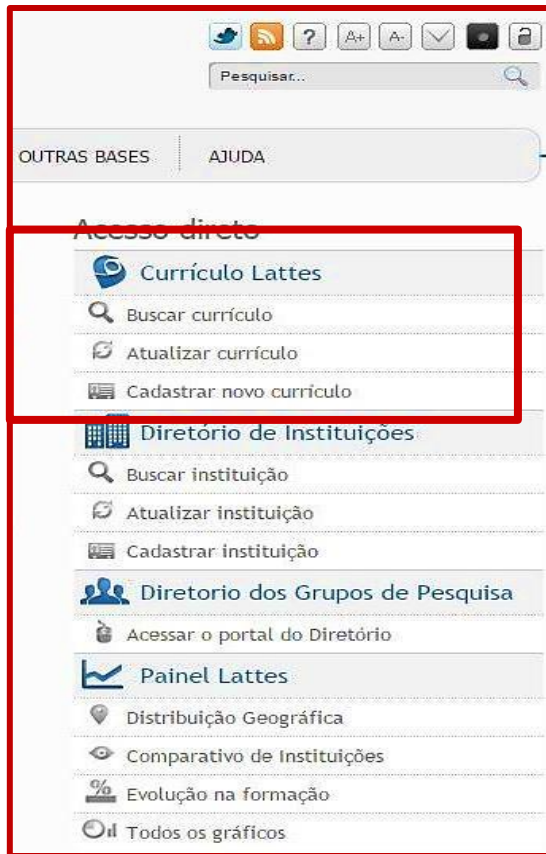 ? A+ A-
Pesquisar...
OUTRAS BASES AJUDA
Acesso direto
Currículo Lattes
Buscar currículo
Atualizar currículo
Cadastrar novo currículo
Diretório de Instituições
Buscar instituição
Atualizar instituição
Cadastrar instituição
Diretorio dos Grupos de Pesquisa
Acessar o portal do Diretório
Painel Lattes
Distribuição Geográfica
Comparativo de Instituições
% Evolução na formação
Todos os gráficos